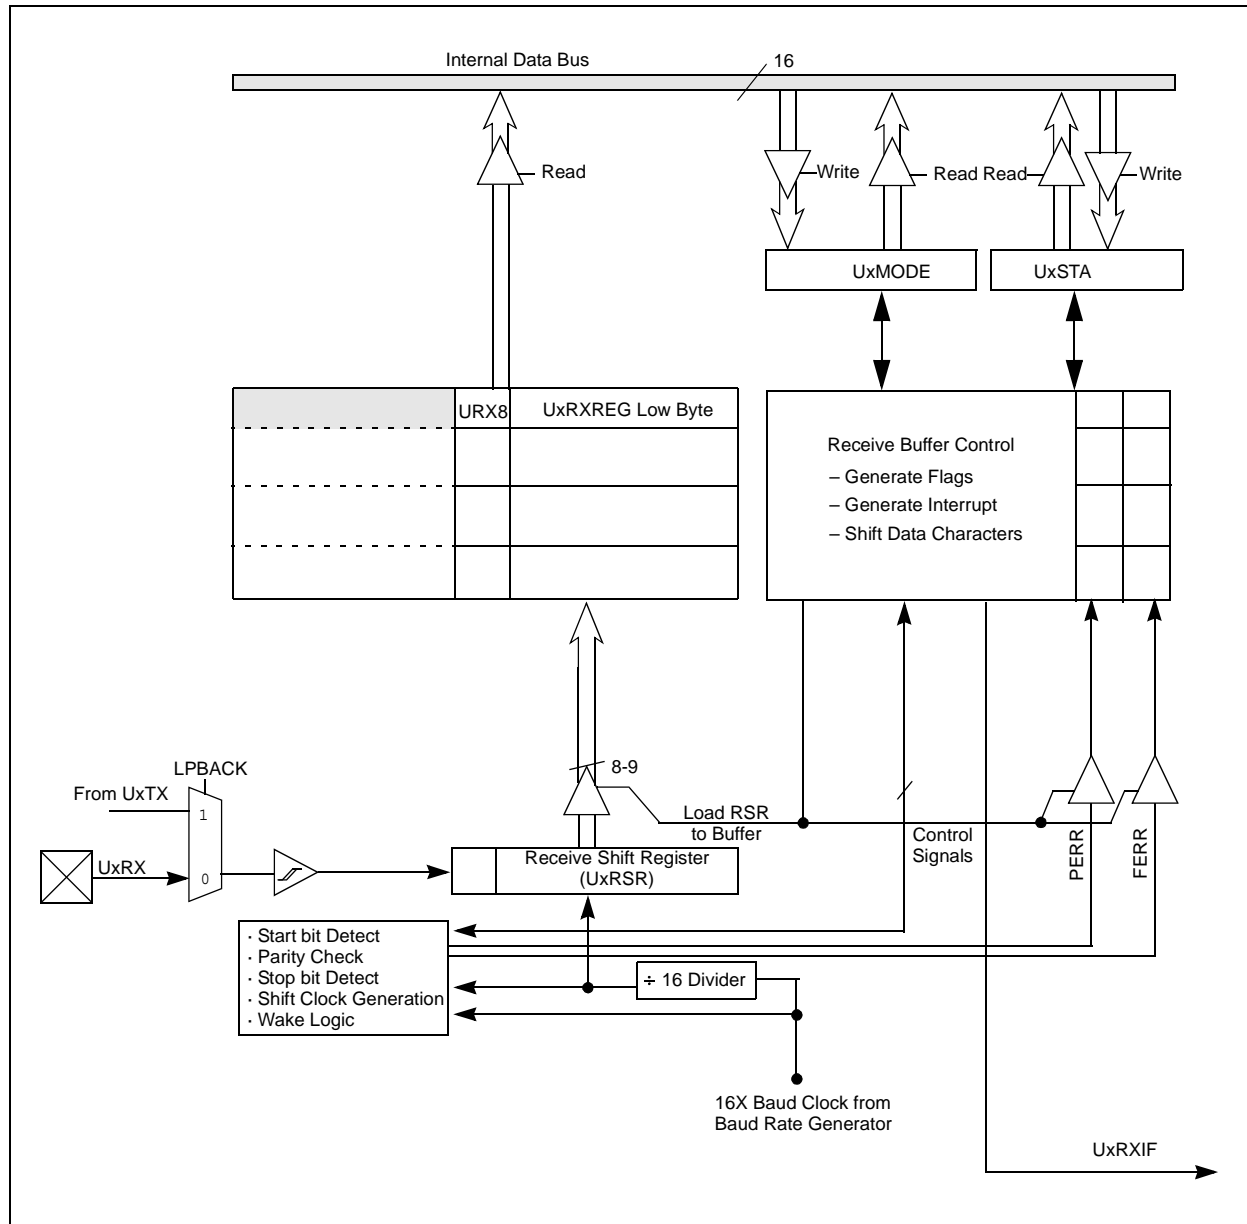 Internal Data Bus
16
Read
Write
Read Read
Write
UxMODE
UxSTA
URX8
UxRXREG Low Byte
Receive Buffer Control
– Generate Flags
– Generate Interrupt
– Shift Data Characters
LPBACK
From UxTX
1
UxRX
0
8-9
Load RSR
to Buffer
Control
Signals
PERR
FERR
Receive Shift Register
(UxRSR)
· Start bit Detect
· Parity Check
· Stop bit Detect
· Shift Clock Generation
· Wake Logic
÷ 16 Divider
16X Baud Clock from
Baud Rate Generator
UxRXIF